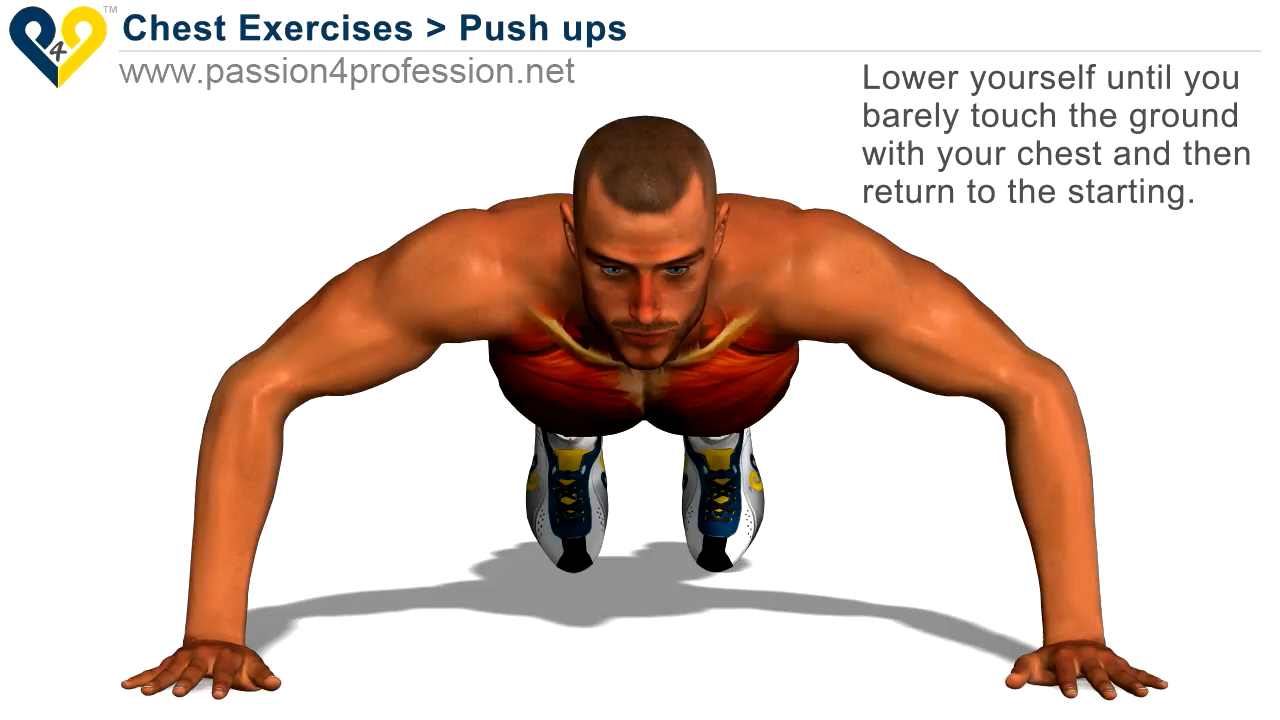 4
TM
Chest Exercises > Push ups
www.passion4profession.net
Lower yourself until you
barely touch the ground
with your chest and then
return to the starting.